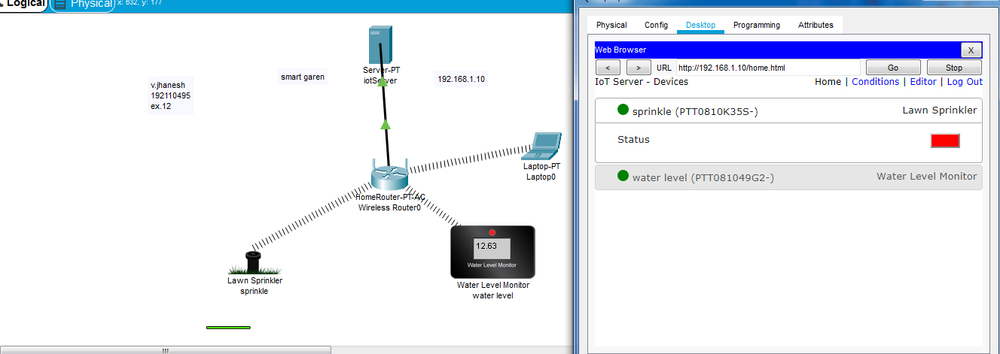 Logical
Physical
x: 632, y: 177
v.jhanesh
192110495
ex.12
smart garen
Server-PT
iotServer
192.168.1.10
Laptop-PT
Laptop0
HomeRouter-PT-AC
Wireless Router0
12.63
Water Level Monitor
Water Level Monitor
water level
Lawn Sprinkler
sprinkle
Physical Config Desktop Programming Attributes
Web Browser X
< > URL http://192.168.1.10/home.html Go Stop
IoT Server - Devices Home | Conditions | Editor | Log Out
sprinkle (PTT0810K35S-) Lawn Sprinkler
Status
water level (PTT081049G2-) Water Level Monitor